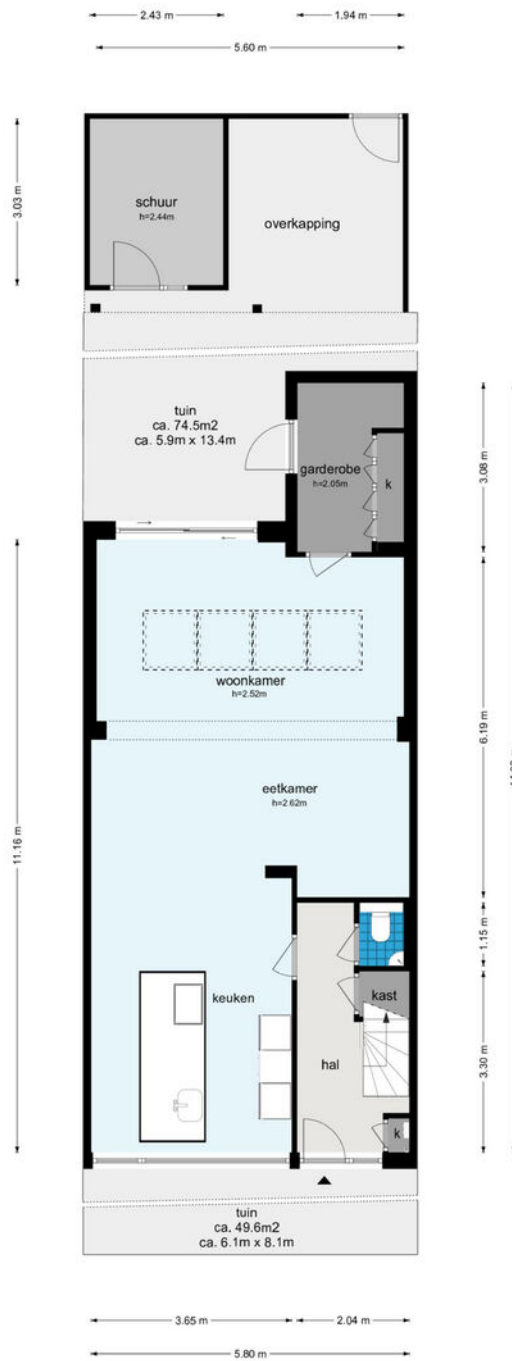 2.43 m
1.94 m
5.60 m
3.03 m
schuur
h=2.44m
overkapping
tuin
ca. 74.5m2
ca. 5.9m x 13.4m
garderobe
h=2.05m
k
3.08 m
woonkamer
h=2.52m
6.19 m
eetkamer
h=2.62m
11.16 m
1.15 m
keuken
kast
hal
3.30 m
k
tuin
ca. 49.6m2
ca. 6.1m x 8.1m
3.65 m
2.04 m
5.80 m